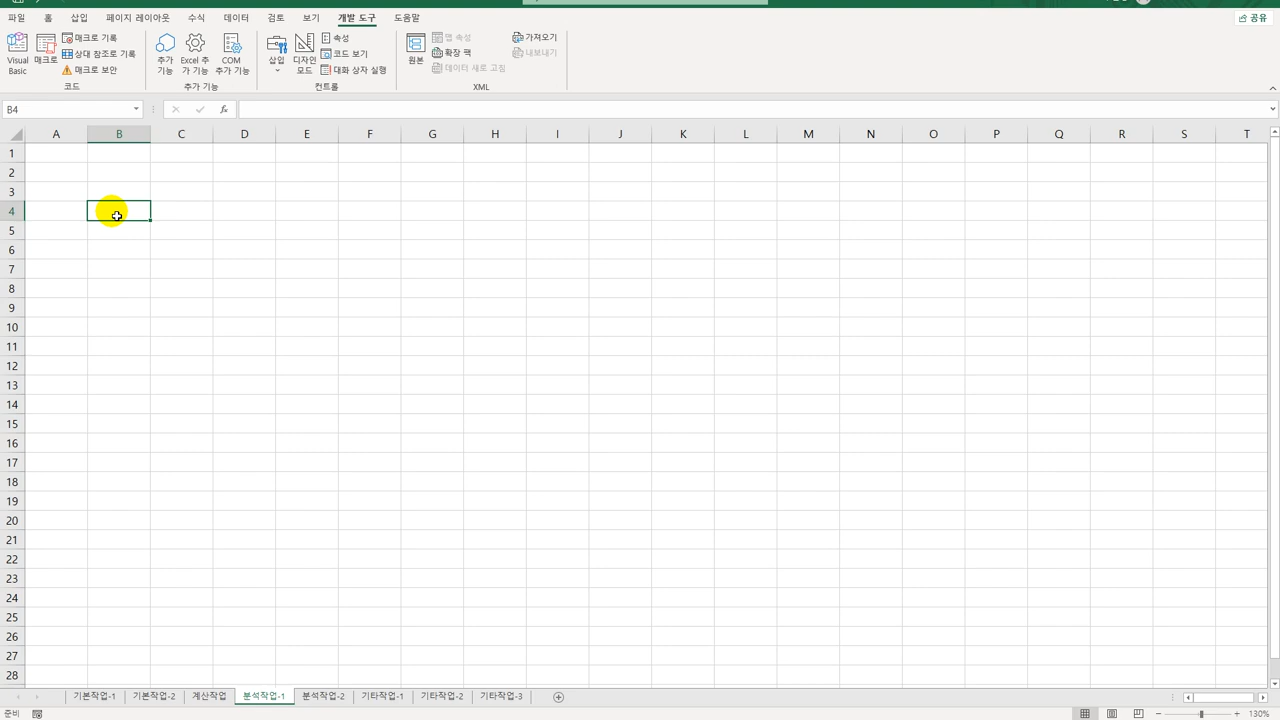 파일 홈 삽입 페이지 레이아웃 수식 데이터 검토 보기 개발 도구 도움말 공유
Visual Basic
매크로
매크로 기록
상대 참조로 기록
매크로 보안
코드
추가 기능
Excel 추가 기능
COM 추가 기능
추가 기능
삽입
디자인 모드
속성
코드 보기
대화 상자 실행
컨트롤
원본
맵 속성
확장 팩
데이터 새로 고침
가져오기
내보내기
XML
B4 fx
A B C D E F G H I J K L M N O P Q R S T
1
2
3
4
5
6
7
8
9
10
11
12
13
14
15
16
17
18
19
20
21
22
23
24
25
26
27
28
기본작업-1 기본작업-2 계산작업 분석작업-1 분석작업-2 기타작업-1 기타작업-2 기타작업-3
준비 130%